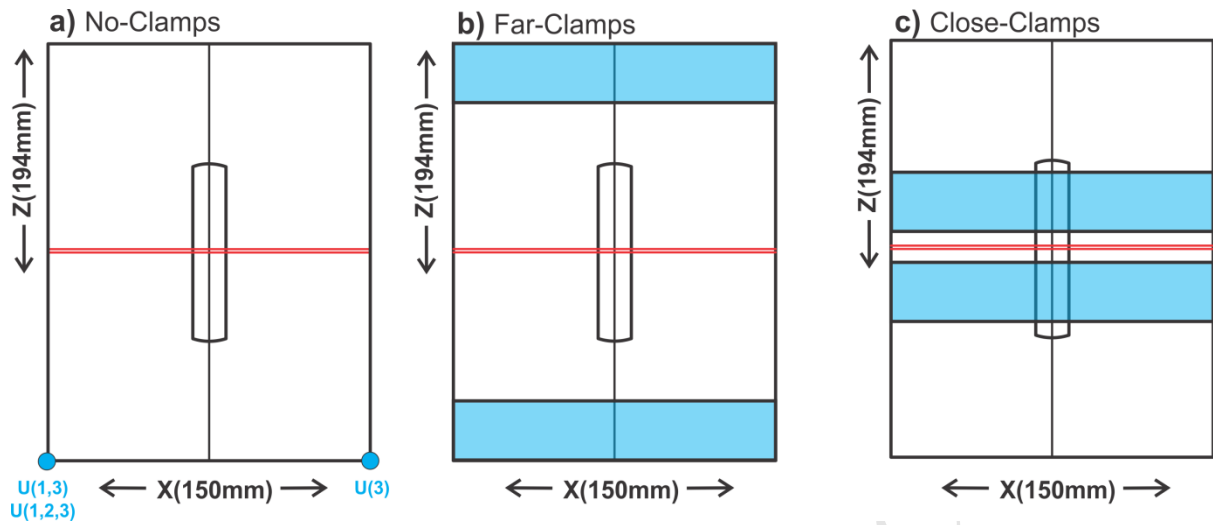 a) No-Clamps
Z(194mm)
X(150mm)
U(1,3)
U(1,2,3)
U(3)
b) Far-Clamps
Z(194mm)
X(150mm)
c) Close-Clamps
Z(194mm)
X(150mm)